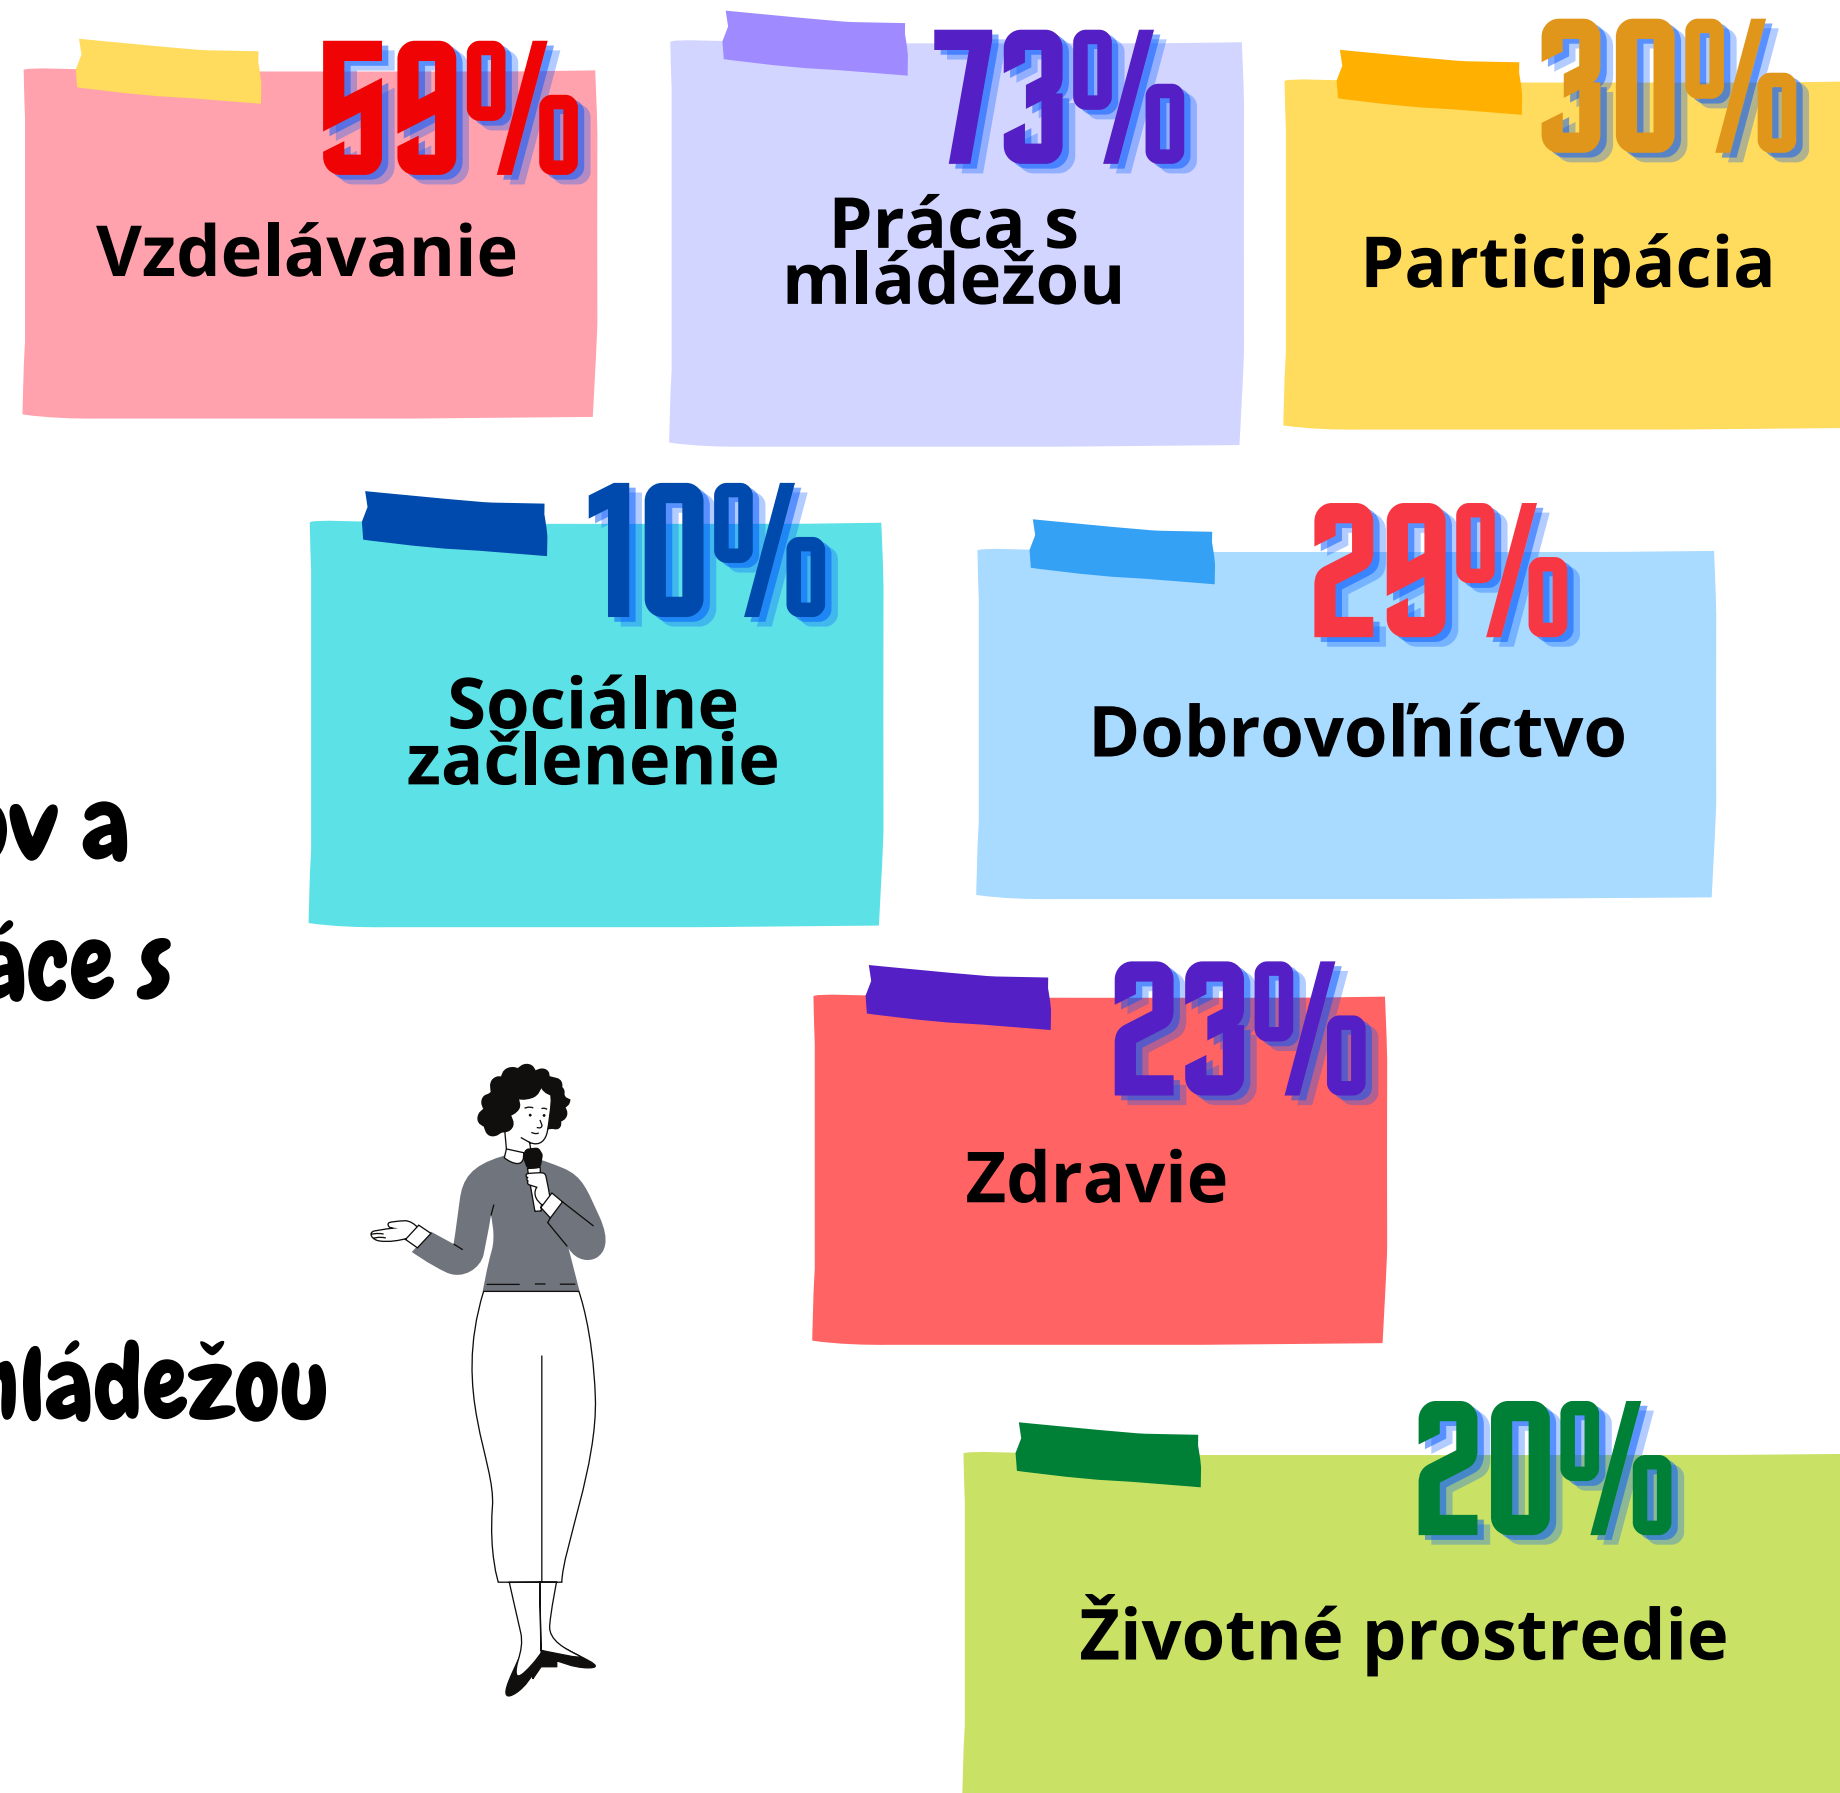 59%
Vzdelávanie
73%
Práca s
mládežou
30%
Participácia
10%
Sociálne
začlenenie
29%
Dobrovoľníctvo
ov a
áce s
23%
Zdravie
mládežou
20%
Životné prostredie